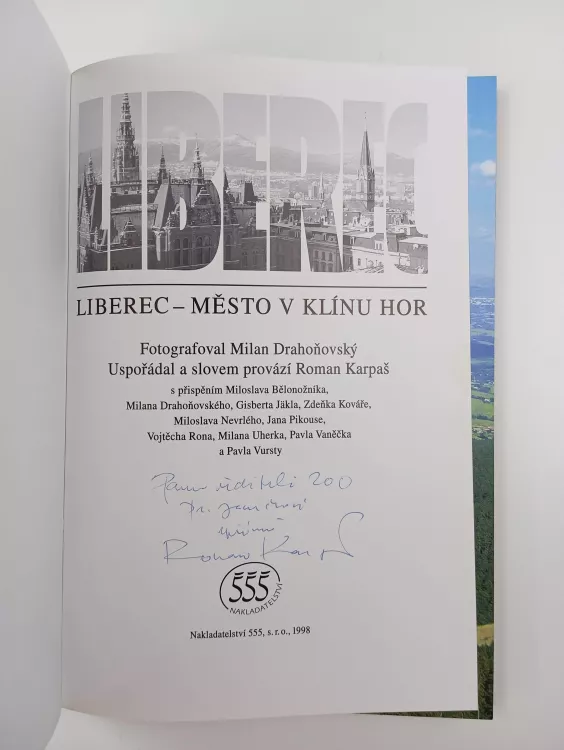 LIBEREC
LIBEREC – MĚSTO V KLÍNU HOR
Fotografoval Milan Drahoňovský
Uspořádal a slovem provází Roman Karpaš
s přispěním Miloslava Bělonožníka,
Milana Drahoňovského, Gisberta Jäkla, Zdeňka Kováře,
Miloslava Nevrlého, Jana Pikouse,
Vojtěcha Rona, Milana Uherka, Pavla Vaněčka
a Pavla Vursty
Panu řediteli ZOO
Dr.
upřímně
Roman Karpaš
555
NAKLADATELSTVÍ
Nakladatelství 555, s. r. o., 1998